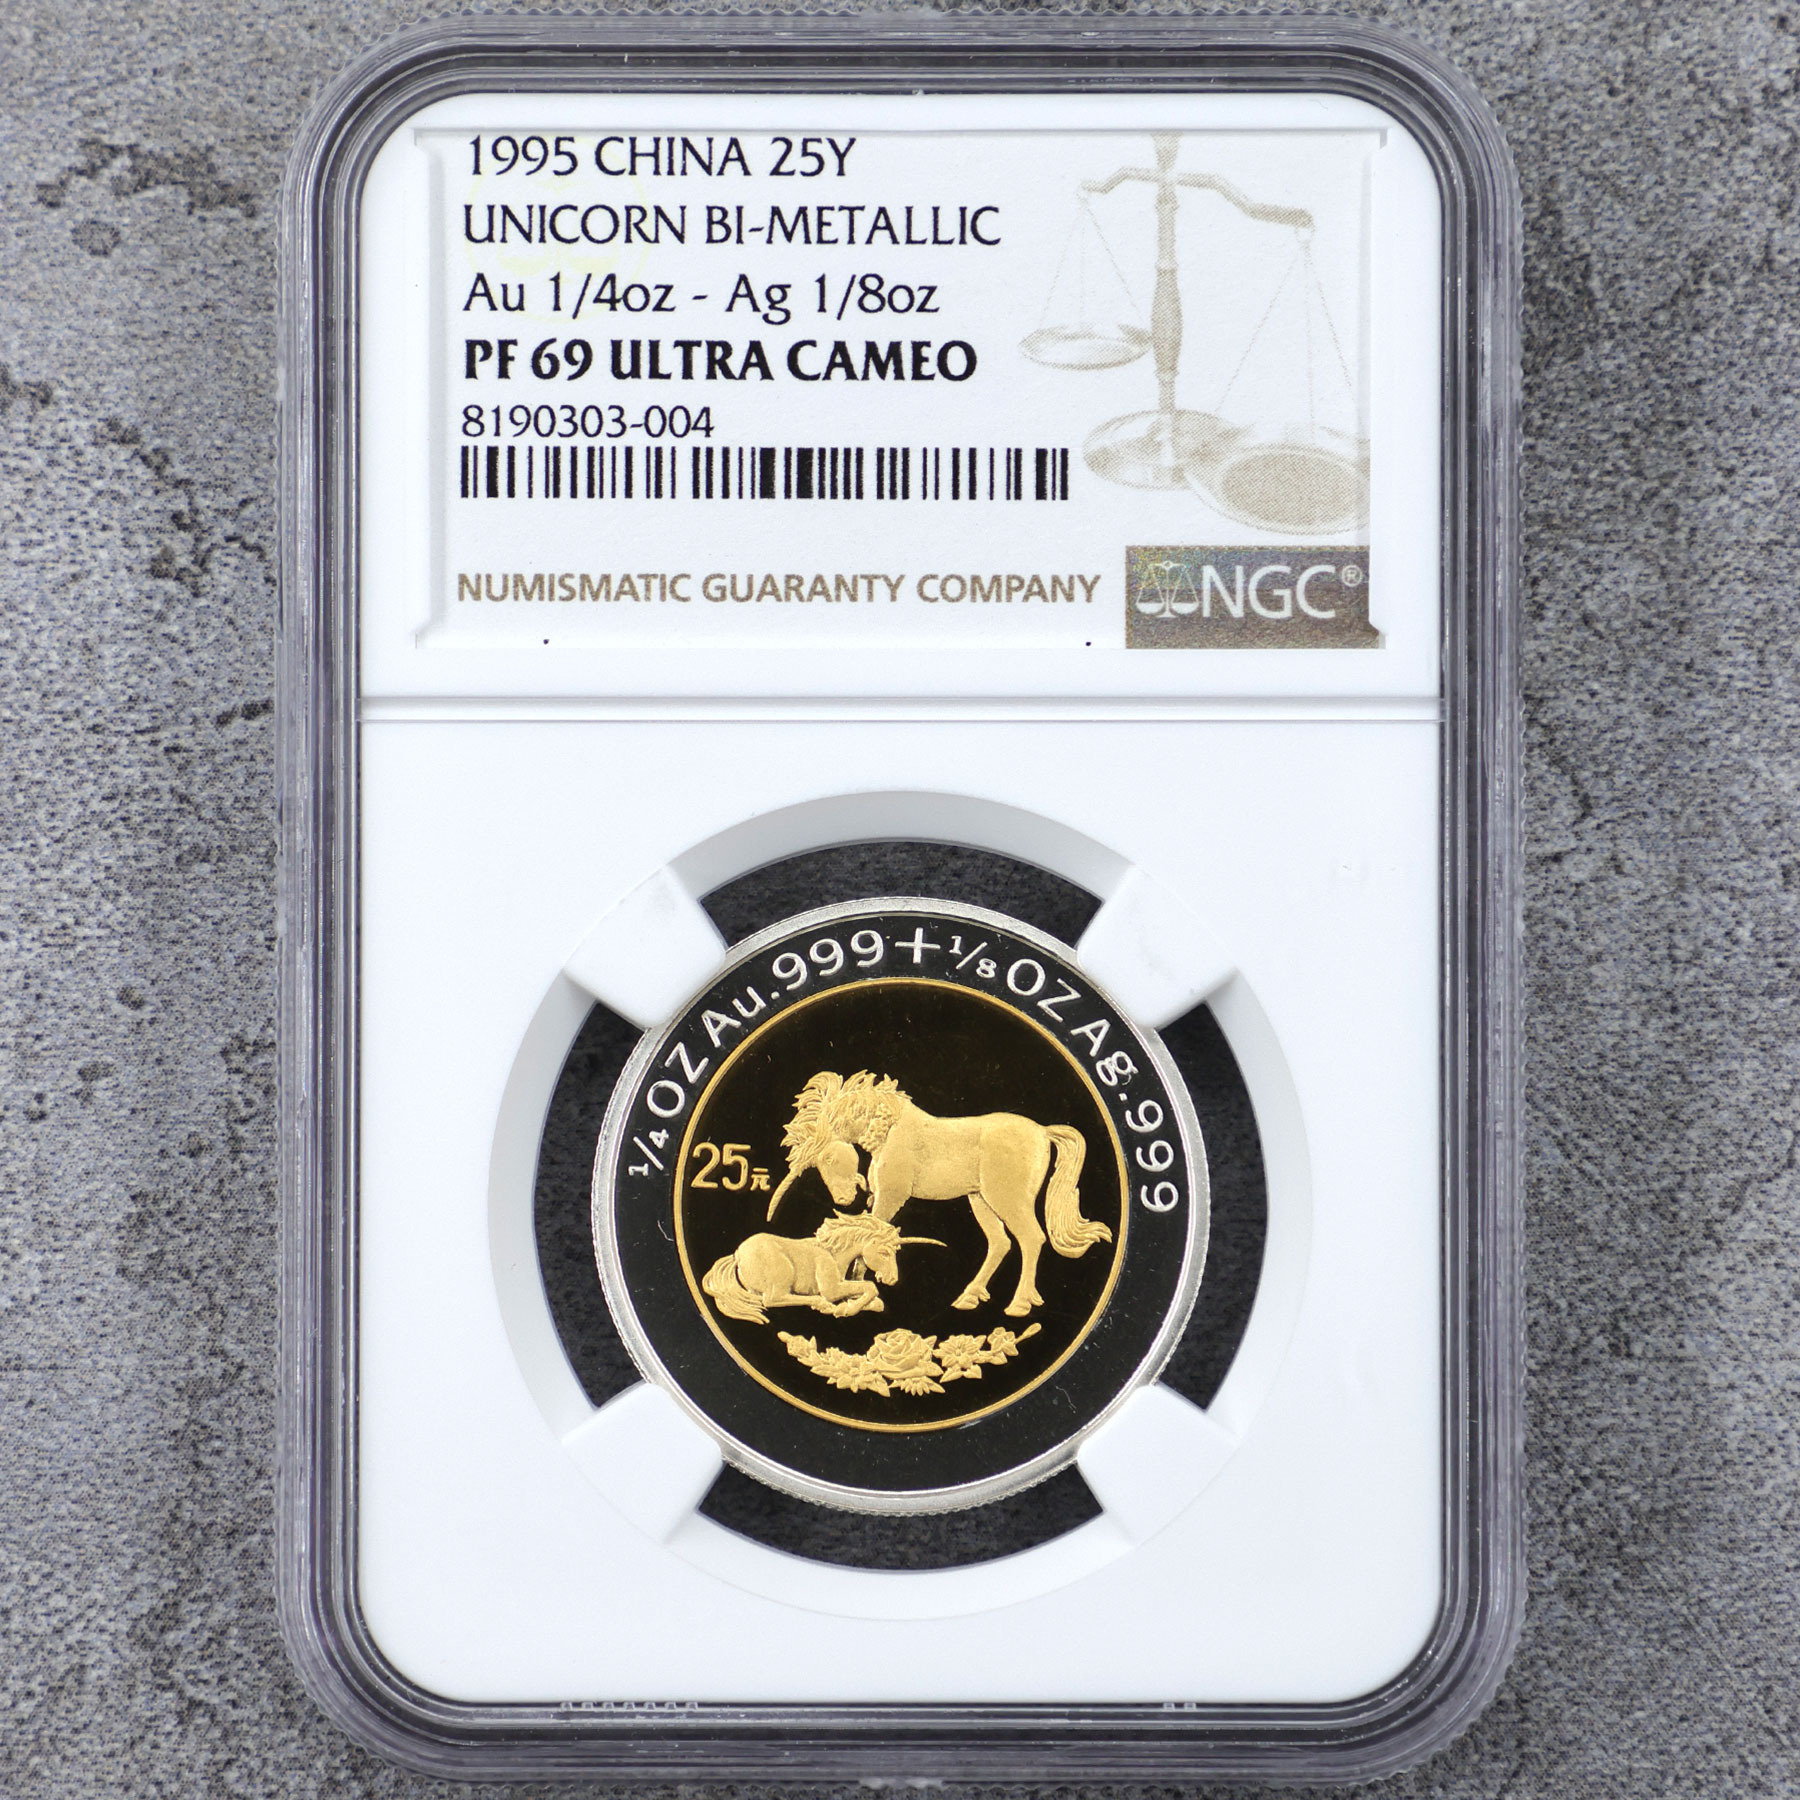 1995 CHINA 25Y
UNICORN BI-METALLIC
Au 1/4oz - Ag 1/8oz
PF 69 ULTRA CAMEO
8190303-004
NUMISMATIC GUARANTY COMPANY
NGC®
1/4 OZ Au.999+1/8 OZ Ag.999
25元